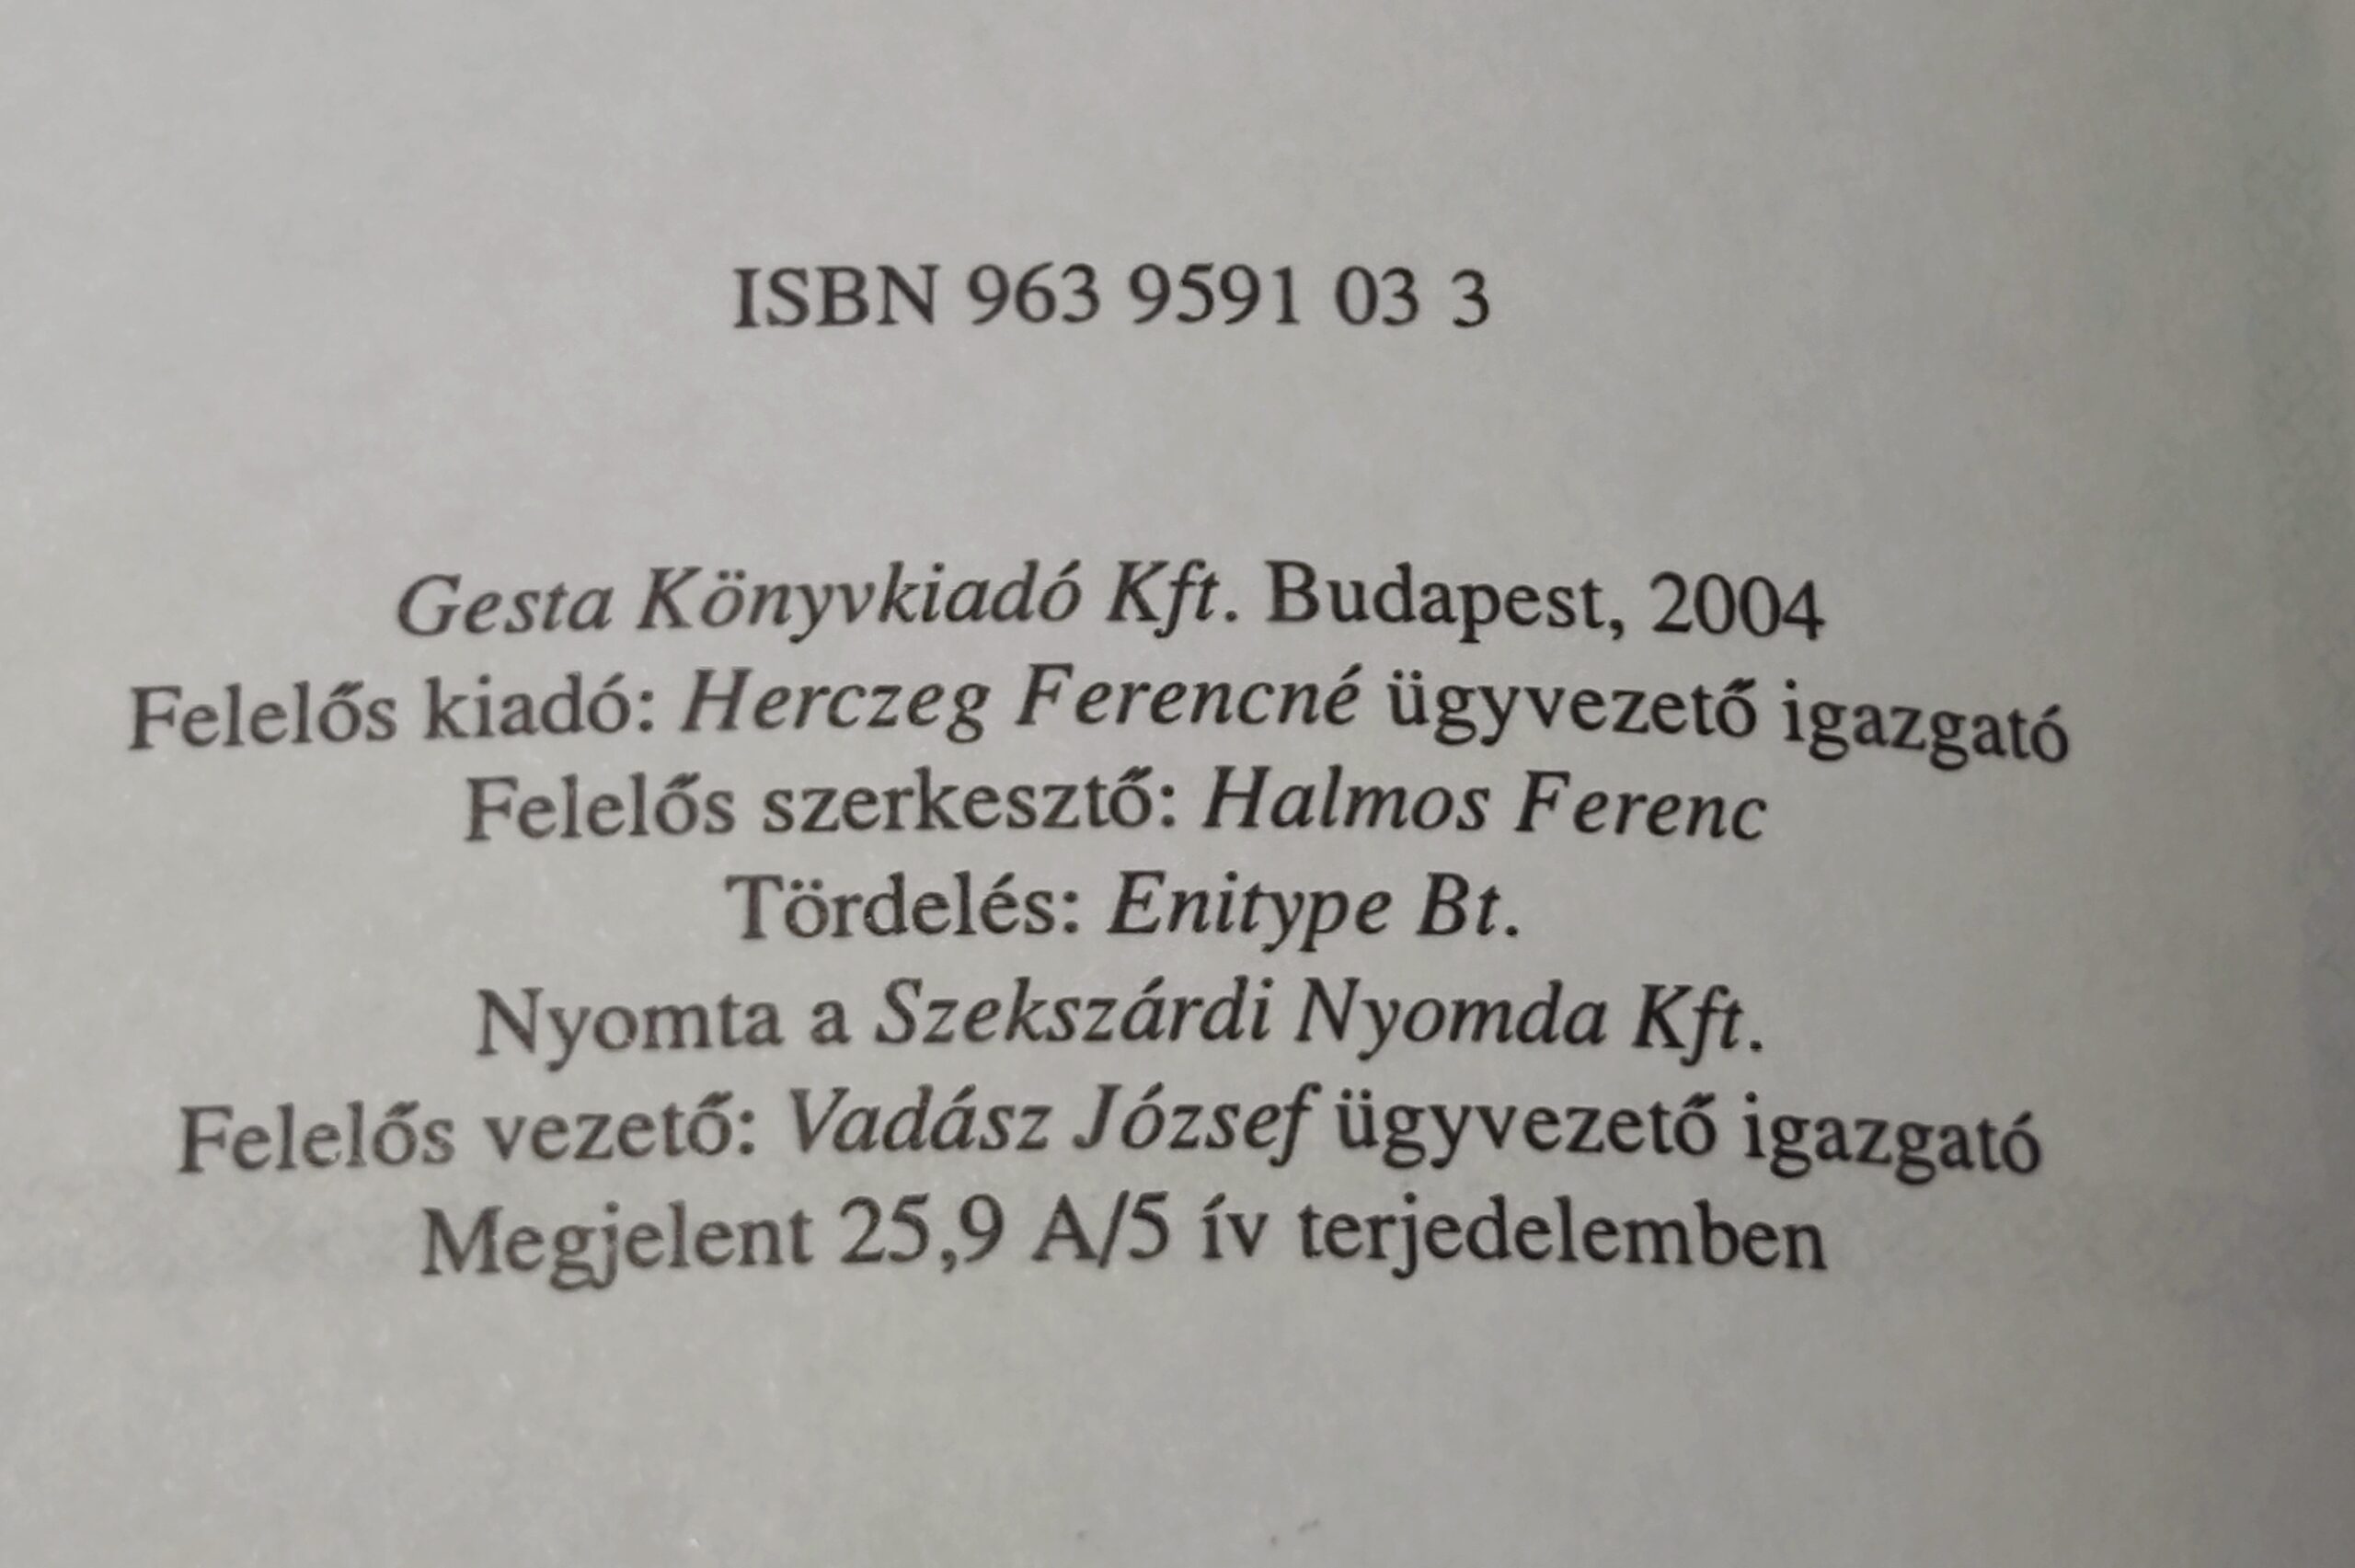 ISBN 963 9591 03 3
Gesta Könyvkiadó Kft. Budapest, 2004
Felelős kiadó: Herczeg Ferencné ügyvezető igazgató
Felelős szerkesztő: Halmos Ferenc
Tördelés: Enitype Bt.
Nyomta a Szekszárdi Nyomda Kft.
Felelős vezető: Vadász József ügyvezető igazgató
Megjelent 25,9 A/5 ív terjedelemben